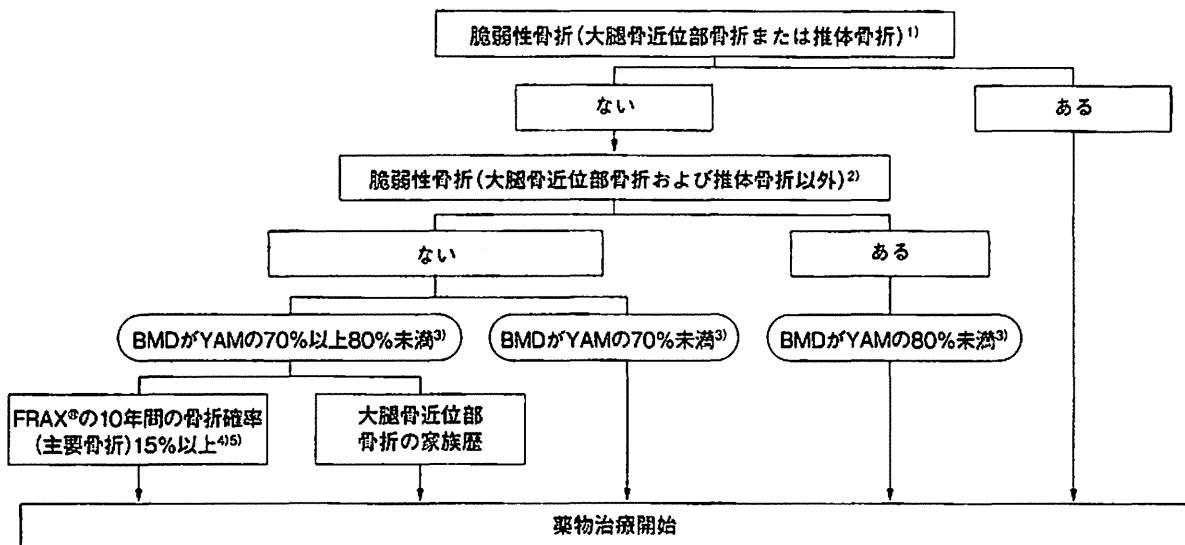 脆弱性骨折(大腿骨近位部骨折または推体骨折)1)
ない
ある
脆弱性骨折(大腿骨近位部骨折および推体骨折以外)2)
ない
ある
BMDがYAMの70%以上80%未満3)
BMDがYAMの70%未満3)
BMDがYAMの80%未満3)
FRAX®の10年間の骨折確率
(主要骨折)15%以上4)5)
大腿骨近位部
骨折の家族歴
薬物治療開始